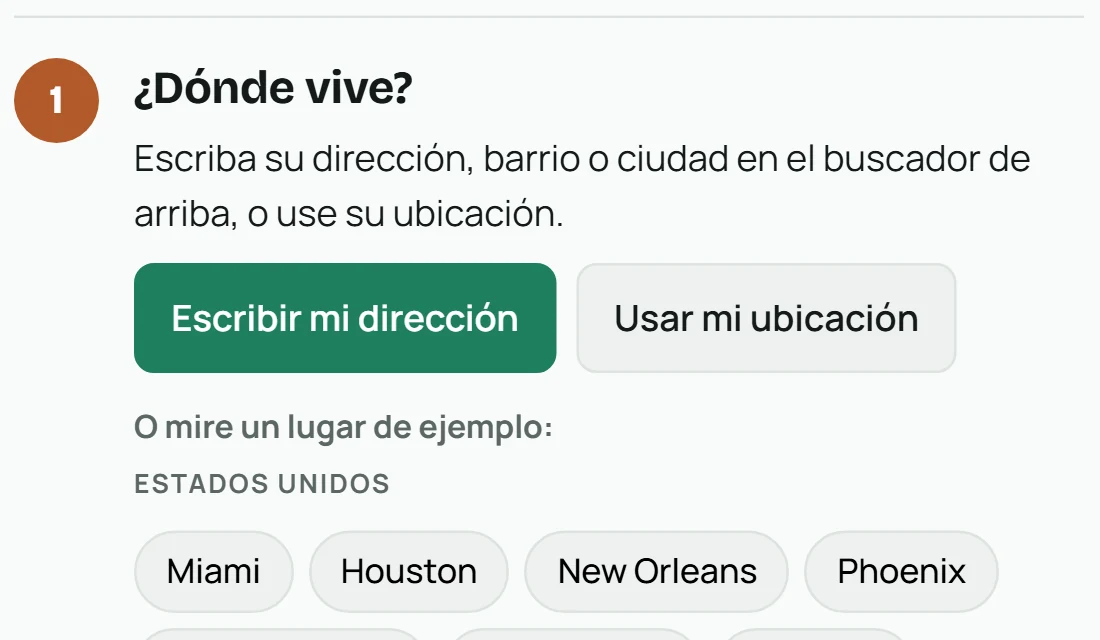 1
¿Dónde vive?
Escriba su dirección, barrio o ciudad en el buscador de
arriba, o use su ubicación.
Escribir mi dirección
Usar mi ubicación
O mire un lugar de ejemplo:
ESTADOS UNIDOS
Miami
Houston
New Orleans
Phoenix